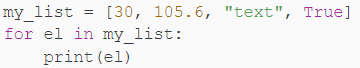 my_list = [30, 105.6, "text", True]
for el in my_list:
    print(el)